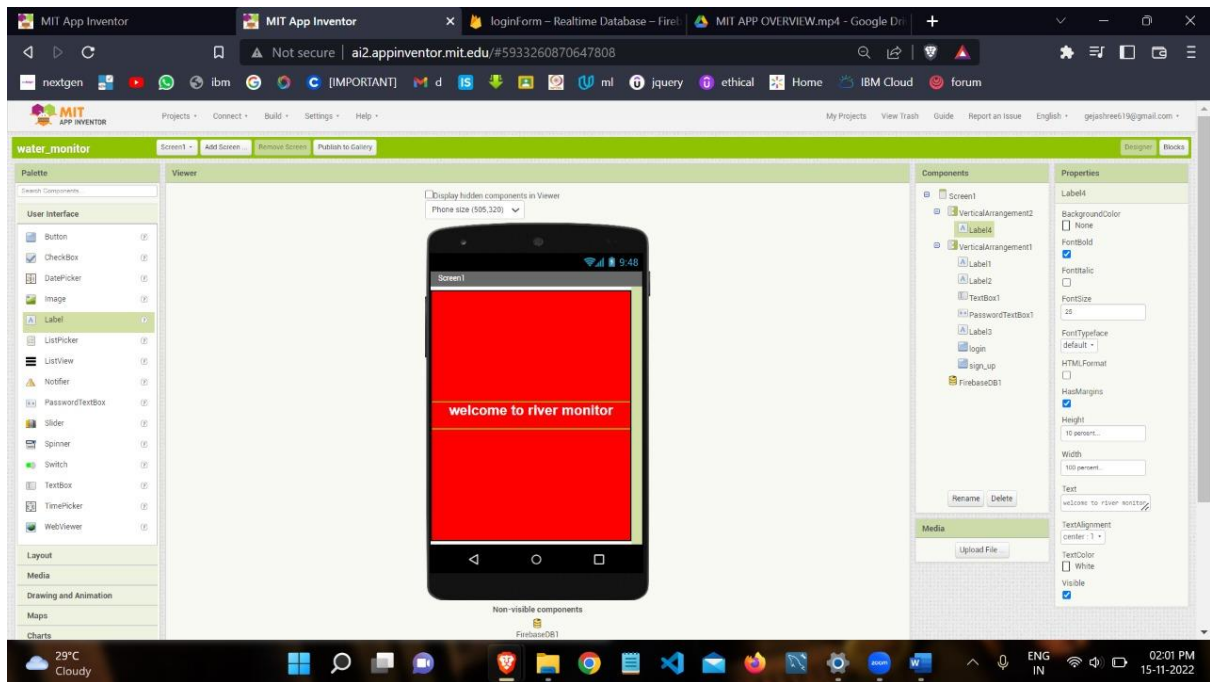 MIT App Inventor
MIT App Inventor
loginForm – Realtime Database – Fireb
MIT APP OVERVIEW.mp4 - Google Dri
Not secure | ai2.appinventor.mit.edu/#5933260870647808
nextgen
ibm
[IMPORTANT]
d
ml
jquery
ethical
Home
IBM Cloud
forum
MIT
APP INVENTOR
Projects
Connect
Build
Settings
Help
My Projects
View Trash
Guide
Report an Issue
English
gejashree619@gmail.com
water_monitor
Screen1
Add Screen ...
Remove Screen
Publish to Gallery
Designer
Blocks
Palette
Search Components...
User Interface
Button
CheckBox
DatePicker
Image
Label
ListPicker
ListView
Notifier
PasswordTextBox
Slider
Spinner
Switch
TextBox
TimePicker
WebViewer
Layout
Media
Drawing and Animation
Maps
Charts
Viewer
Display hidden components in Viewer
Phone size (505,320)
9:48
Screen1
welcome to river monitor
Non-visible components
FirebaseDB1
Components
Screen1
VerticalArrangement2
Label4
VerticalArrangement1
Label1
Label2
TextBox1
PasswordTextBox1
Label3
login
sign_up
FirebaseDB1
Rename
Delete
Media
Upload File ...
Properties
Label4
BackgroundColor
None
FontBold
FontItalic
FontSize
25
FontTypeface
default
HTMLFormat
HasMargins
Height
10 percent...
Width
100 percent...
Text
welcome to river monitor
TextAlignment
center : 1
TextColor
White
Visible
29°C
Cloudy
zoom
ENG
IN
02:01 PM
15-11-2022